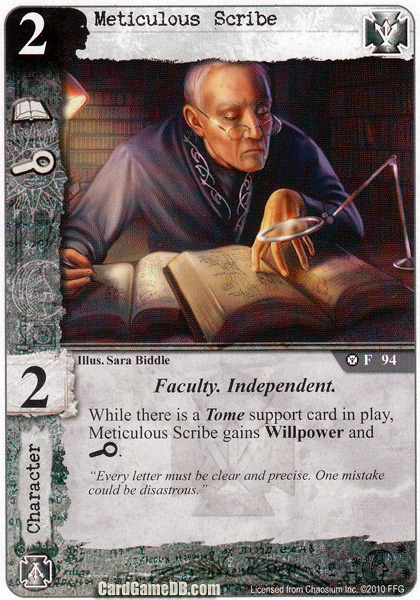 2
Meticulous Scribe
Illus. Sara Biddle
F 94
2
Faculty. Independent.
While there is a Tome support card in play,
Meticulous Scribe gains Willpower and
.
“Every letter must be clear and precise. One mistake
could be disastrous.”
Character
CardGameDB.com
Licensed from Chaosium Inc. ©2010 FFG